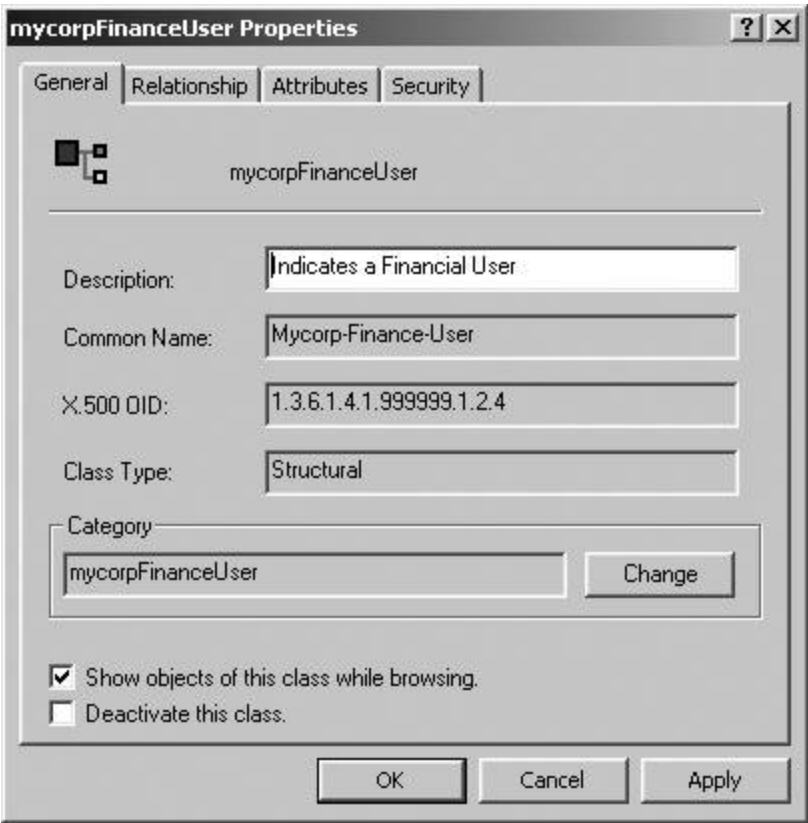 mycorpFinanceUser Properties
? X
General Relationship Attributes Security
mycorpFinanceUser
Description: Indicates a Financial User
Common Name: Mycorp-Finance-User
X.500 OID: 1.3.6.1.4.1.999999.1.2.4
Class Type: Structural
Category
mycorpFinanceUser Change
Show objects of this class while browsing.
Deactivate this class.
OK Cancel Apply